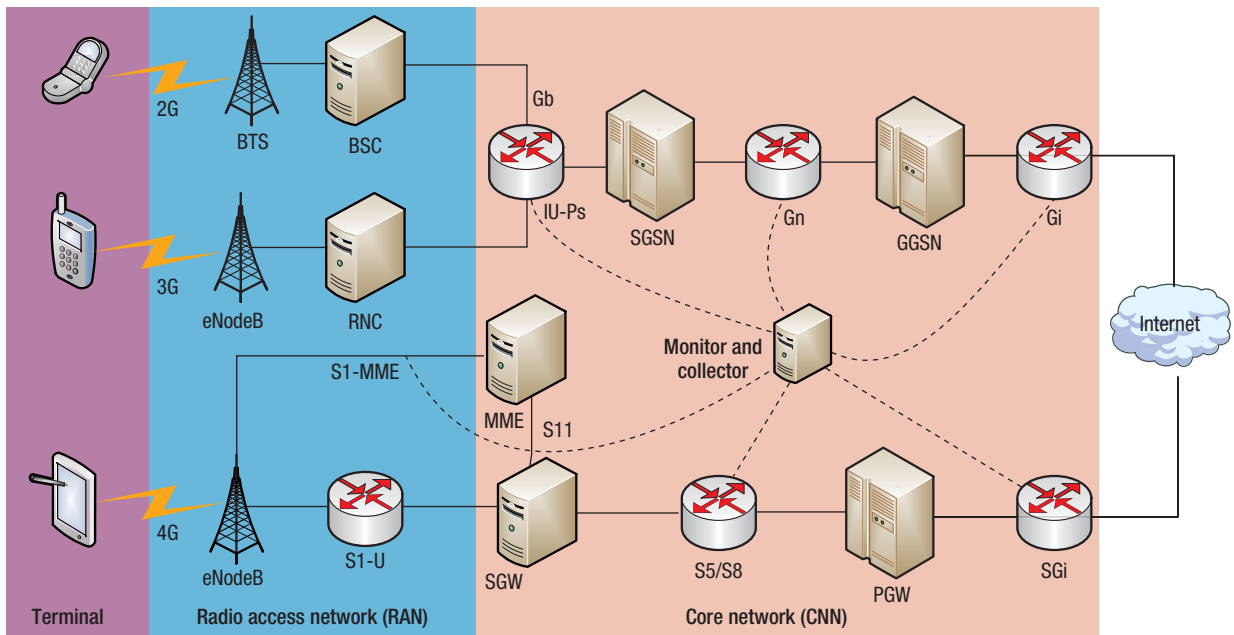 2G
BTS
BSC
Gb
IU-Ps
SGSN
Gn
GGSN
Gi
3G
eNodeB
RNC
Internet
S1-MME
MME
Monitor and
collector
S11
4G
eNodeB
S1-U
SGW
S5/S8
PGW
SGi
Terminal
Radio access network (RAN)
Core network (CNN)